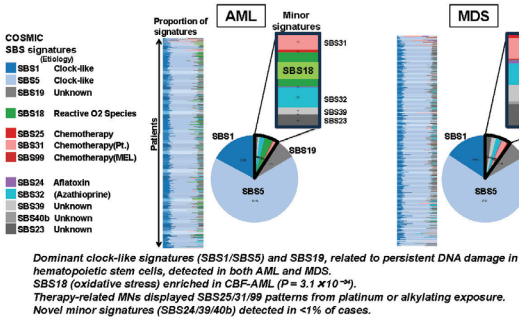 Proportion of
signatures
AML
Minor
signatures
MDS
COSMIC
SBS signatures
(Etiology)
SBS1 Clock-like
SBS5 Clock-like
SBS19 Unknown
SBS18 Reactive O2 Species
SBS25 Chemotherapy
SBS31 Chemotherapy(Pt.)
SBS99 Chemotherapy(MEL)
SBS24 Aflatoxin
SBS32 (Azathioprine)
SBS39 Unknown
SBS40b Unknown
SBS23 Unknown
Patients
SBS31
SBS18
SBS32
SBS39
SBS23
SBS1
SBS19
SBS5
SBS1
SBS5
Dominant clock-like signatures (SBS1/SBS5) and SBS19, related to persistent DNA damage in
hematopoietic stem cells, detected in both AML and MDS.
SBS18 (oxidative stress) enriched in CBF-AML (P = 3.1 ×10⁻³⁴).
Therapy-related MNs displayed SBS25/31/99 patterns from platinum or alkylating exposure.
Novel minor signatures (SBS24/39/40b) detected in <1% of cases.